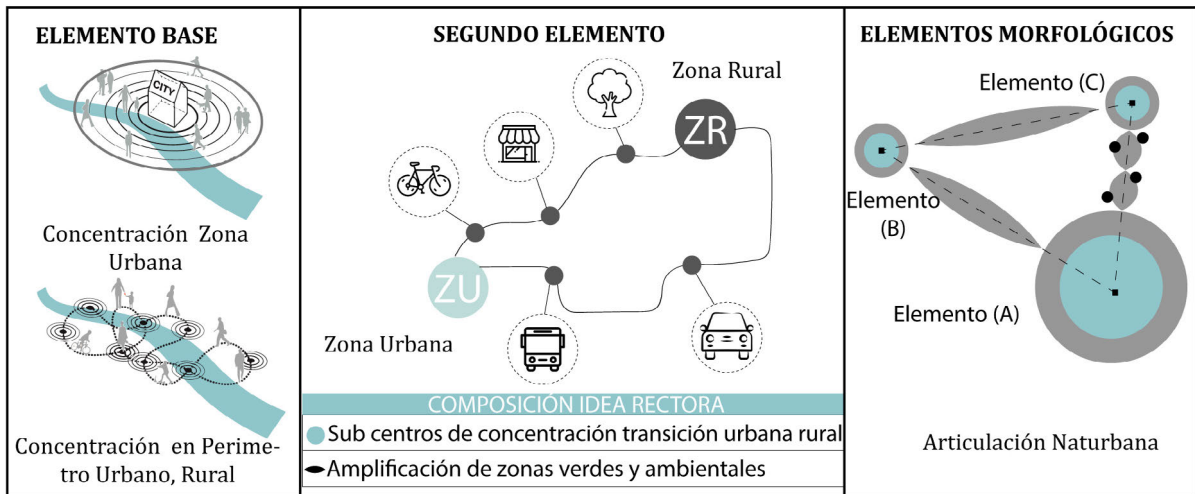 ELEMENTO BASE
CITY
Concentración Zona
Urbana
Concentración en Perime-
tro Urbano, Rural
SEGUNDO ELEMENTO
Zona Rural
ZR
ZU
Zona Urbana
COMPOSICIÓN IDEA RECTORA
Sub centros de concentración transición urbana rural
Amplificación de zonas verdes y ambientales
ELEMENTOS MORFOLÓGICOS
Elemento (C)
Elemento
(B)
Elemento (A)
Articulación Naturbana